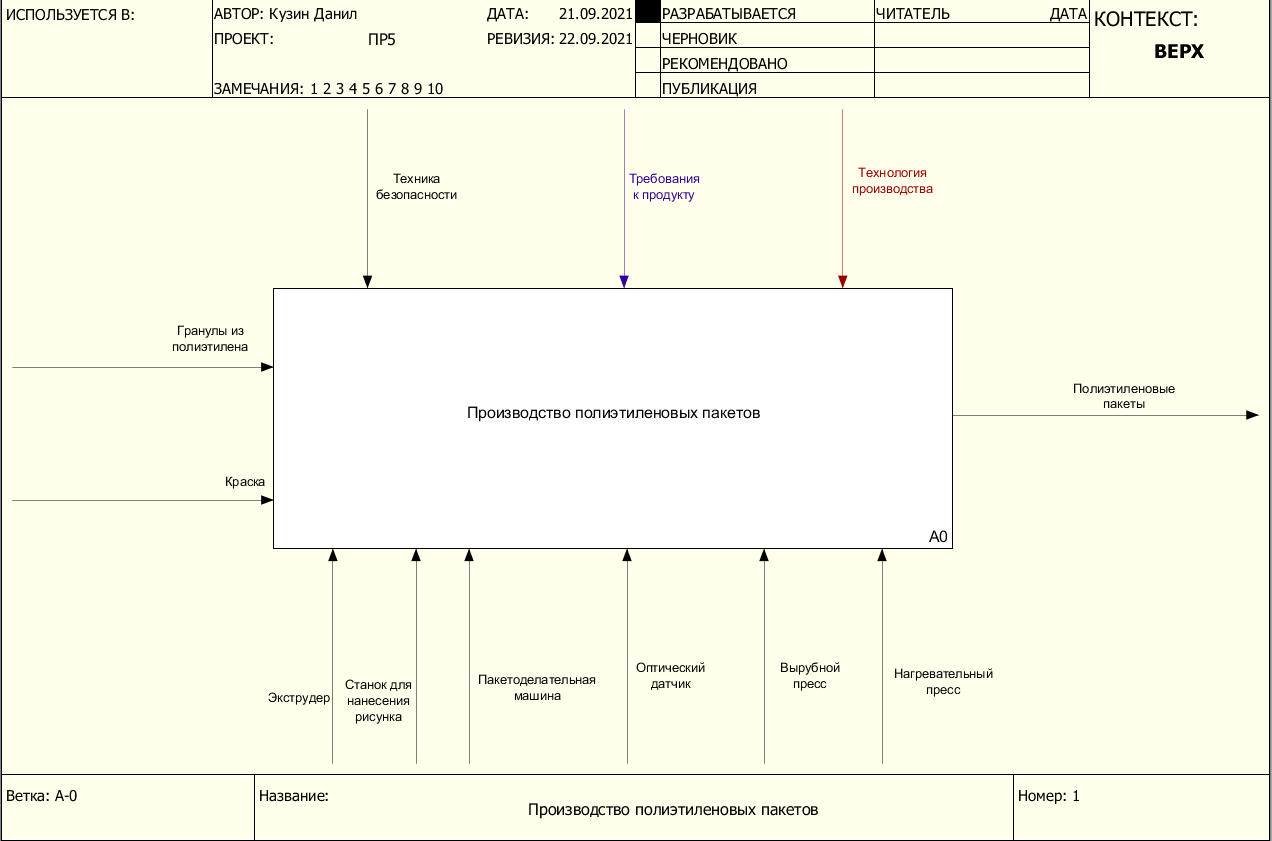 ИСПОЛЬЗУЕТСЯ В:
АВТОР: Кузин Данил
ДАТА: 21.09.2021
ПРОЕКТ: ПР5
РЕВИЗИЯ: 22.09.2021
ЗАМЕЧАНИЯ: 1 2 3 4 5 6 7 8 9 10
РАЗРАБАТЫВАЕТСЯ
ЧЕРНОВИК
РЕКОМЕНДОВАНО
ПУБЛИКАЦИЯ
ЧИТАТЕЛЬ ДАТА
КОНТЕКСТ:
ВЕРХ
Техника
безопасности
Требования
к продукту
Технология
производства
Гранулы из
полиэтилена
Краска
Производство полиэтиленовых пакетов
A0
Полиэтиленовые
пакеты
Экструдер
Станок для
нанесения
рисунка
Пакетоделательная
машина
Оптический
датчик
Вырубной
пресс
Нагревательный
пресс
Ветка: A-0
Название:
Производство полиэтиленовых пакетов
Номер: 1